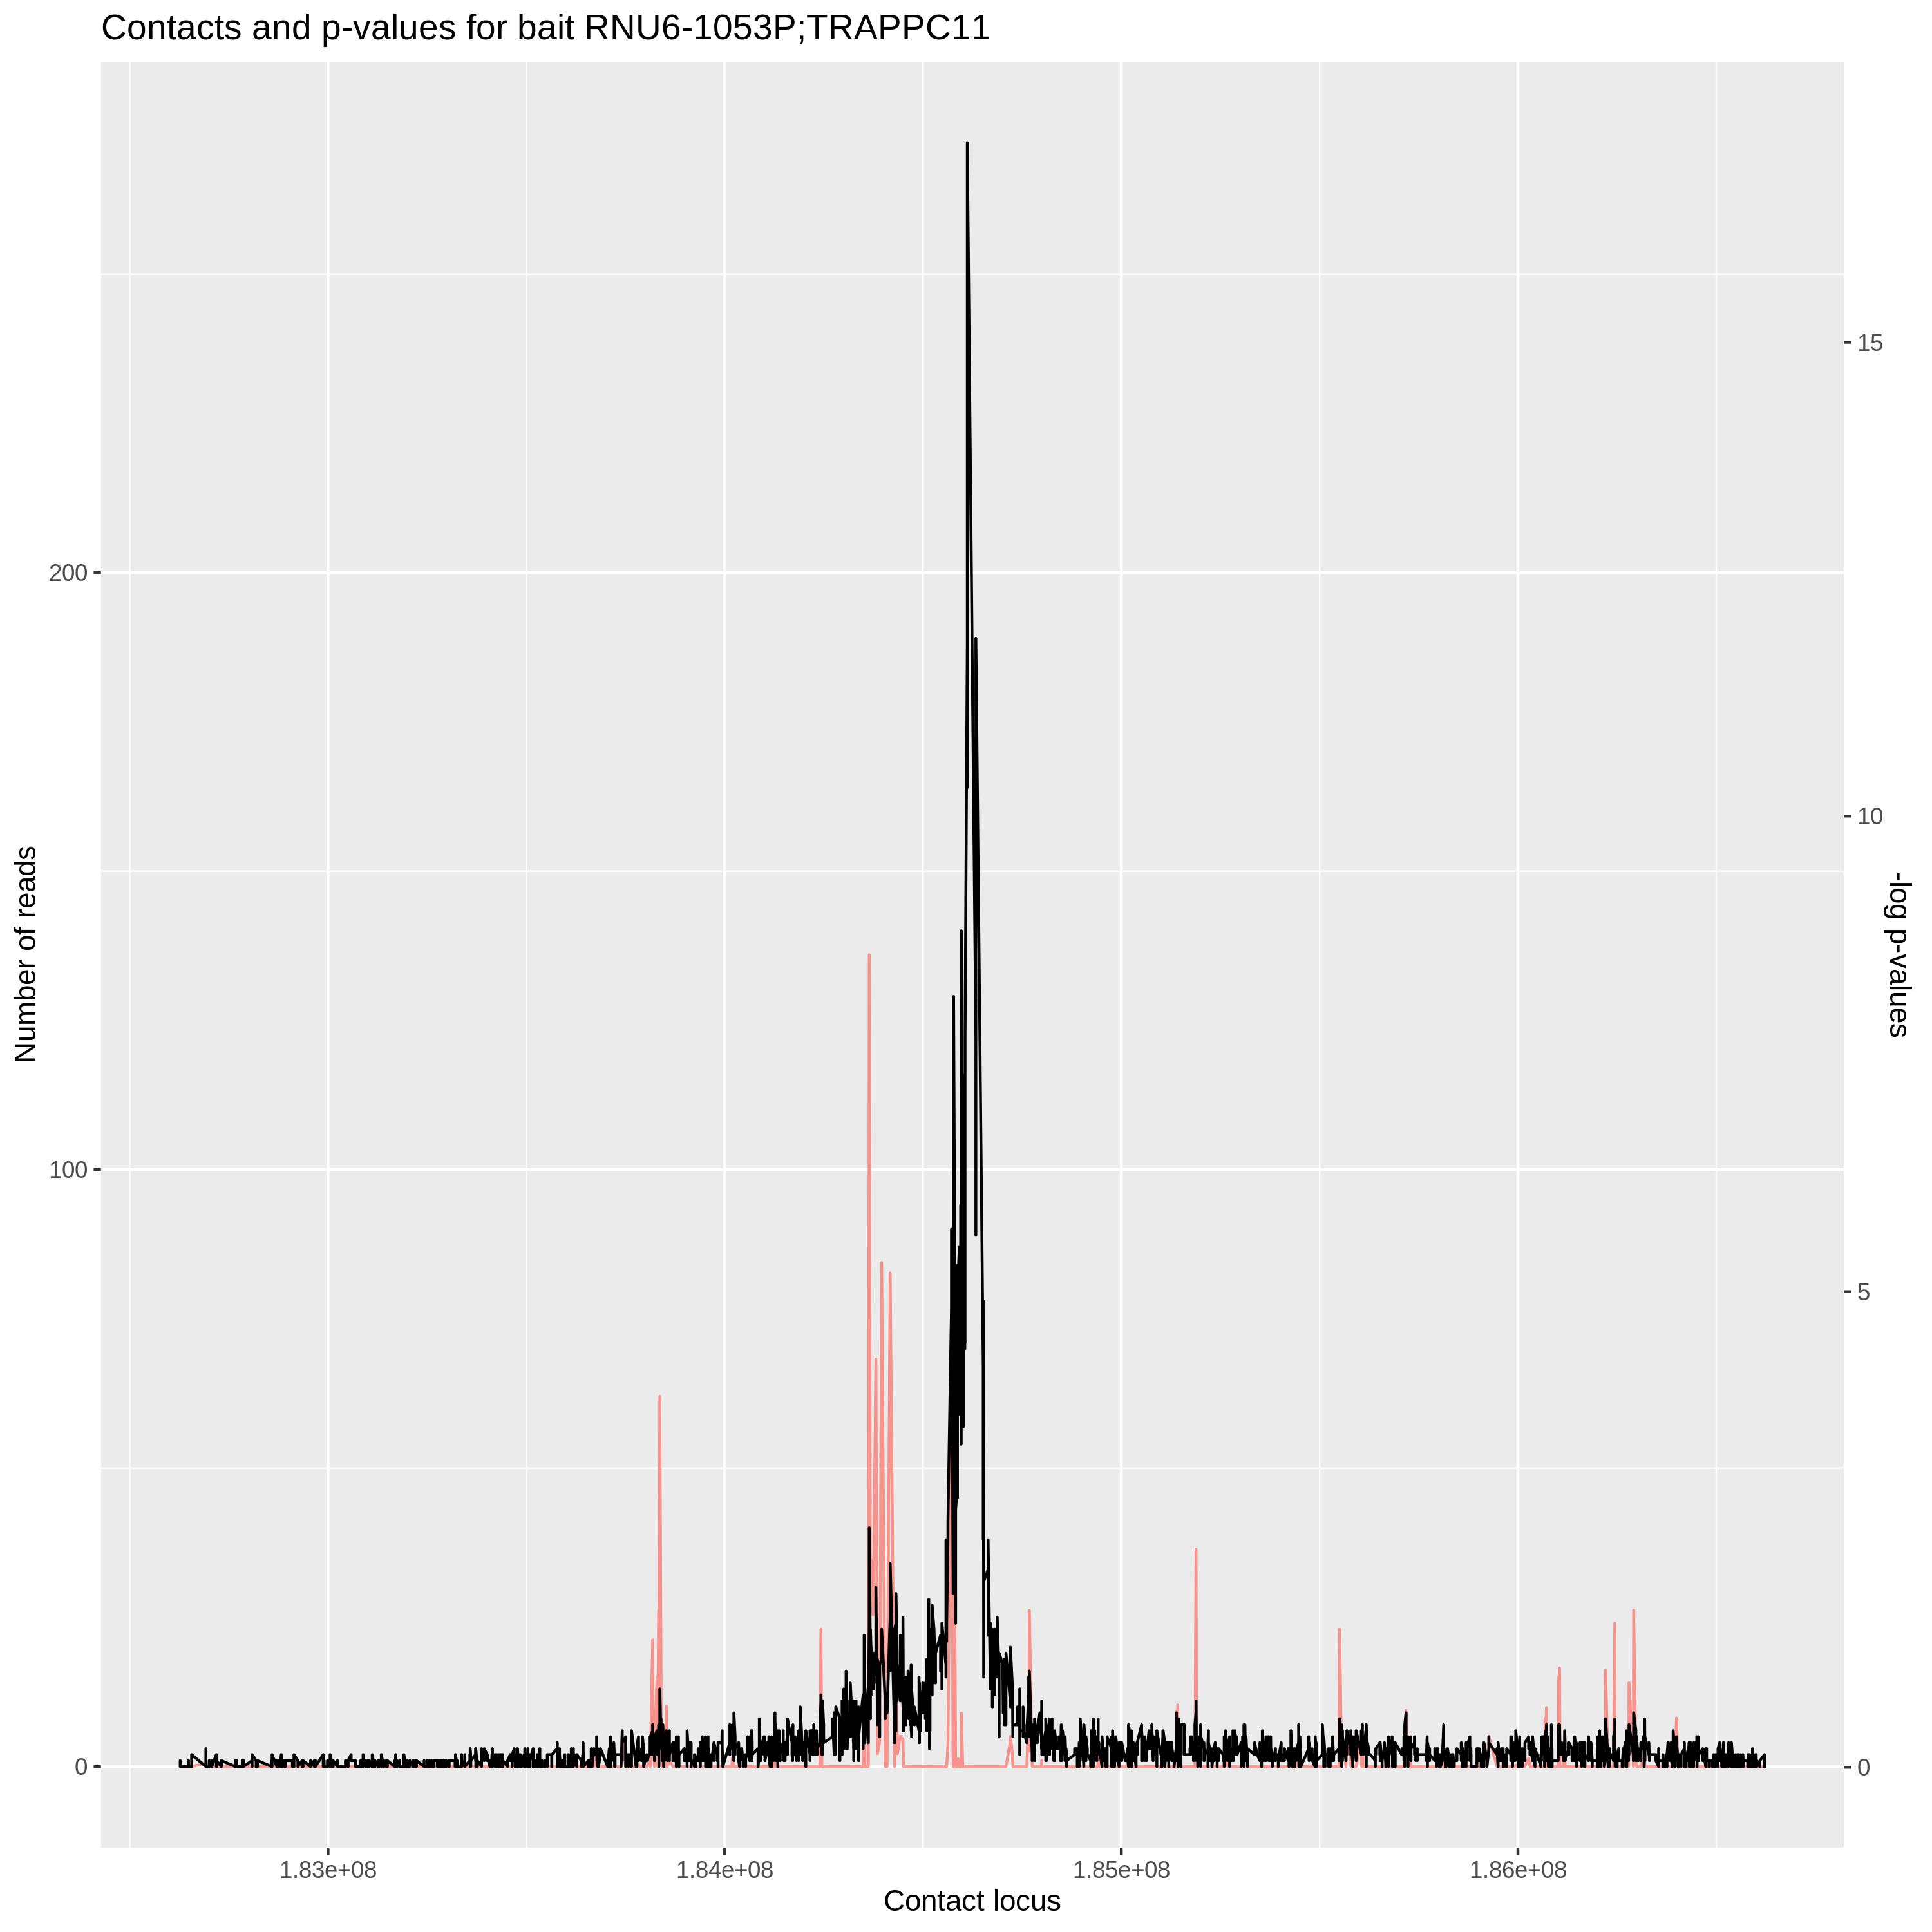 Contacts and p-values for bait RNU6-1053P;TRAPPC11
Number of reads
200
100
0
15
10
5
0
-log p-values
1.83e+08
1.84e+08
1.85e+08
1.86e+08
Contact locus